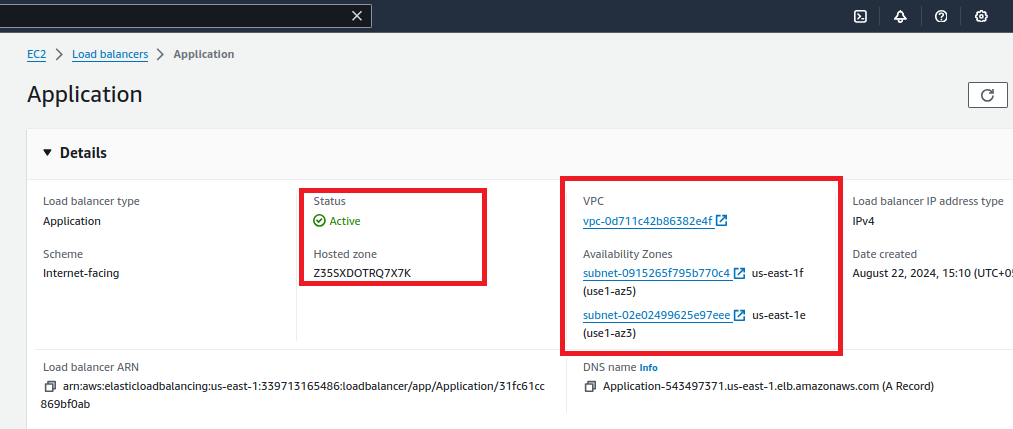 EC2 > Load balancers > Application
Application
Details
Load balancer type
Application
Status
Active
VPC
vpc-0d711c42b86382e4f
Load balancer IP address type
IPv4
Scheme
Internet-facing
Hosted zone
Z35SXDOTRQ7X7K
Availability Zones
subnet-0915265f795b770c4 us-east-1f
(use1-az5)
subnet-02e02499625e97eee us-east-1e
(use1-az3)
Date created
August 22, 2024, 15:10 (UTC+05
Load balancer ARN
arn:aws:elasticloadbalancing:us-east-1:339713165486:loadbalancer/app/Application/31fc61cc
869bf0ab
DNS name Info
Application-543497371.us-east-1.elb.amazonaws.com (A Record)